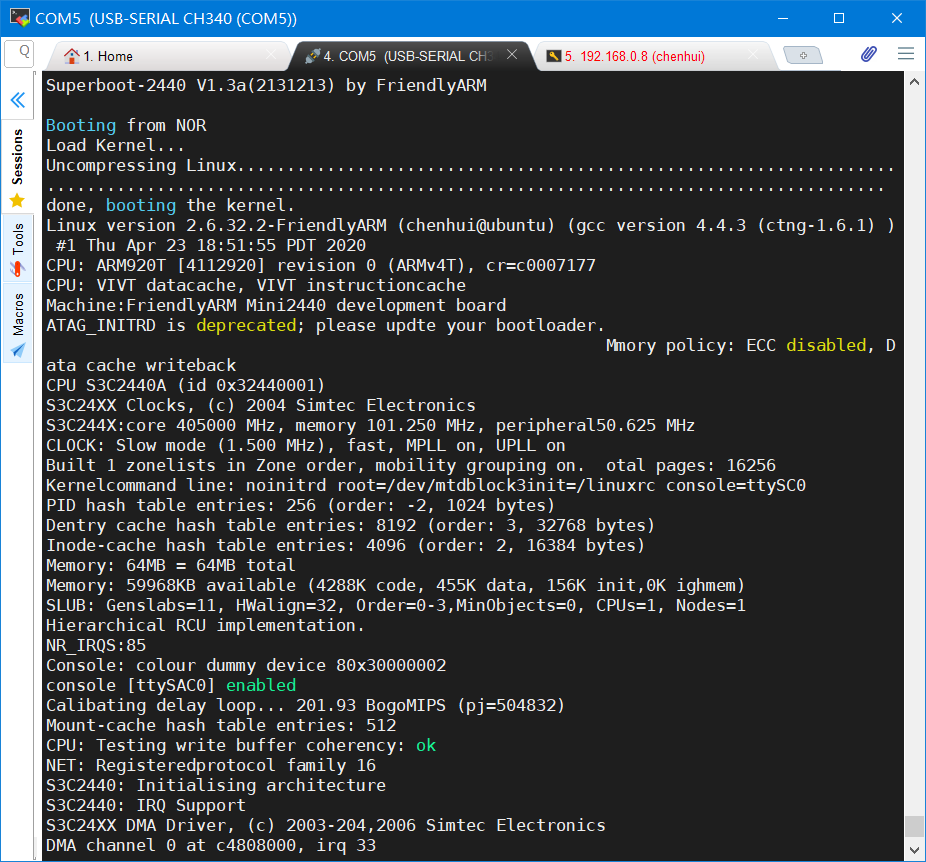 COM5 (USB-SERIAL CH340 (COM5))
1. Home
4. COM5 (USB-SERIAL CH3
5. 192.168.0.8 (chenhui)
Sessions
Tools
Macros
Superboot-2440 V1.3a(2131213) by FriendlyARM
Booting from NOR
Load Kernel...
Uncompressing Linux..................................................................
....................................................................................
done, booting the kernel.
Linux version 2.6.32.2-FriendlyARM (chenhui@ubuntu) (gcc version 4.4.3 (ctng-1.6.1) )
#1 Thu Apr 23 18:51:55 PDT 2020
CPU: ARM920T [4112920] revision 0 (ARMv4T), cr=c0007177
CPU: VIVT datacache, VIVT instructioncache
Machine:FriendlyARM Mini2440 development board
ATAG_INITRD is deprecated; please updte your bootloader.
Mmory policy: ECC disabled, D
ata cache writeback
CPU S3C2440A (id 0x32440001)
S3C24XX Clocks, (c) 2004 Simtec Electronics
S3C244X:core 405000 MHz, memory 101.250 MHz, peripheral50.625 MHz
CLOCK: Slow mode (1.500 MHz), fast, MPLL on, UPLL on
Built 1 zonelists in Zone order, mobility grouping on.  otal pages: 16256
Kernelcommand line: noinitrd root=/dev/mtdblock3init=/linuxrc console=ttySC0
PID hash table entries: 256 (order: -2, 1024 bytes)
Dentry cache hash table entries: 8192 (order: 3, 32768 bytes)
Inode-cache hash table entries: 4096 (order: 2, 16384 bytes)
Memory: 64MB = 64MB total
Memory: 59968KB available (4288K code, 455K data, 156K init,0K ighmem)
SLUB: Genslabs=11, HWalign=32, Order=0-3,MinObjects=0, CPUs=1, Nodes=1
Hierarchical RCU implementation.
NR_IRQS:85
Console: colour dummy device 80x30000002
console [ttySAC0] enabled
Calibating delay loop... 201.93 BogoMIPS (pj=504832)
Mount-cache hash table entries: 512
CPU: Testing write buffer coherency: ok
NET: Registeredprotocol family 16
S3C2440: Initialising architecture
S3C2440: IRQ Support
S3C24XX DMA Driver, (c) 2003-204,2006 Simtec Electronics
DMA channel 0 at c4808000, irq 33